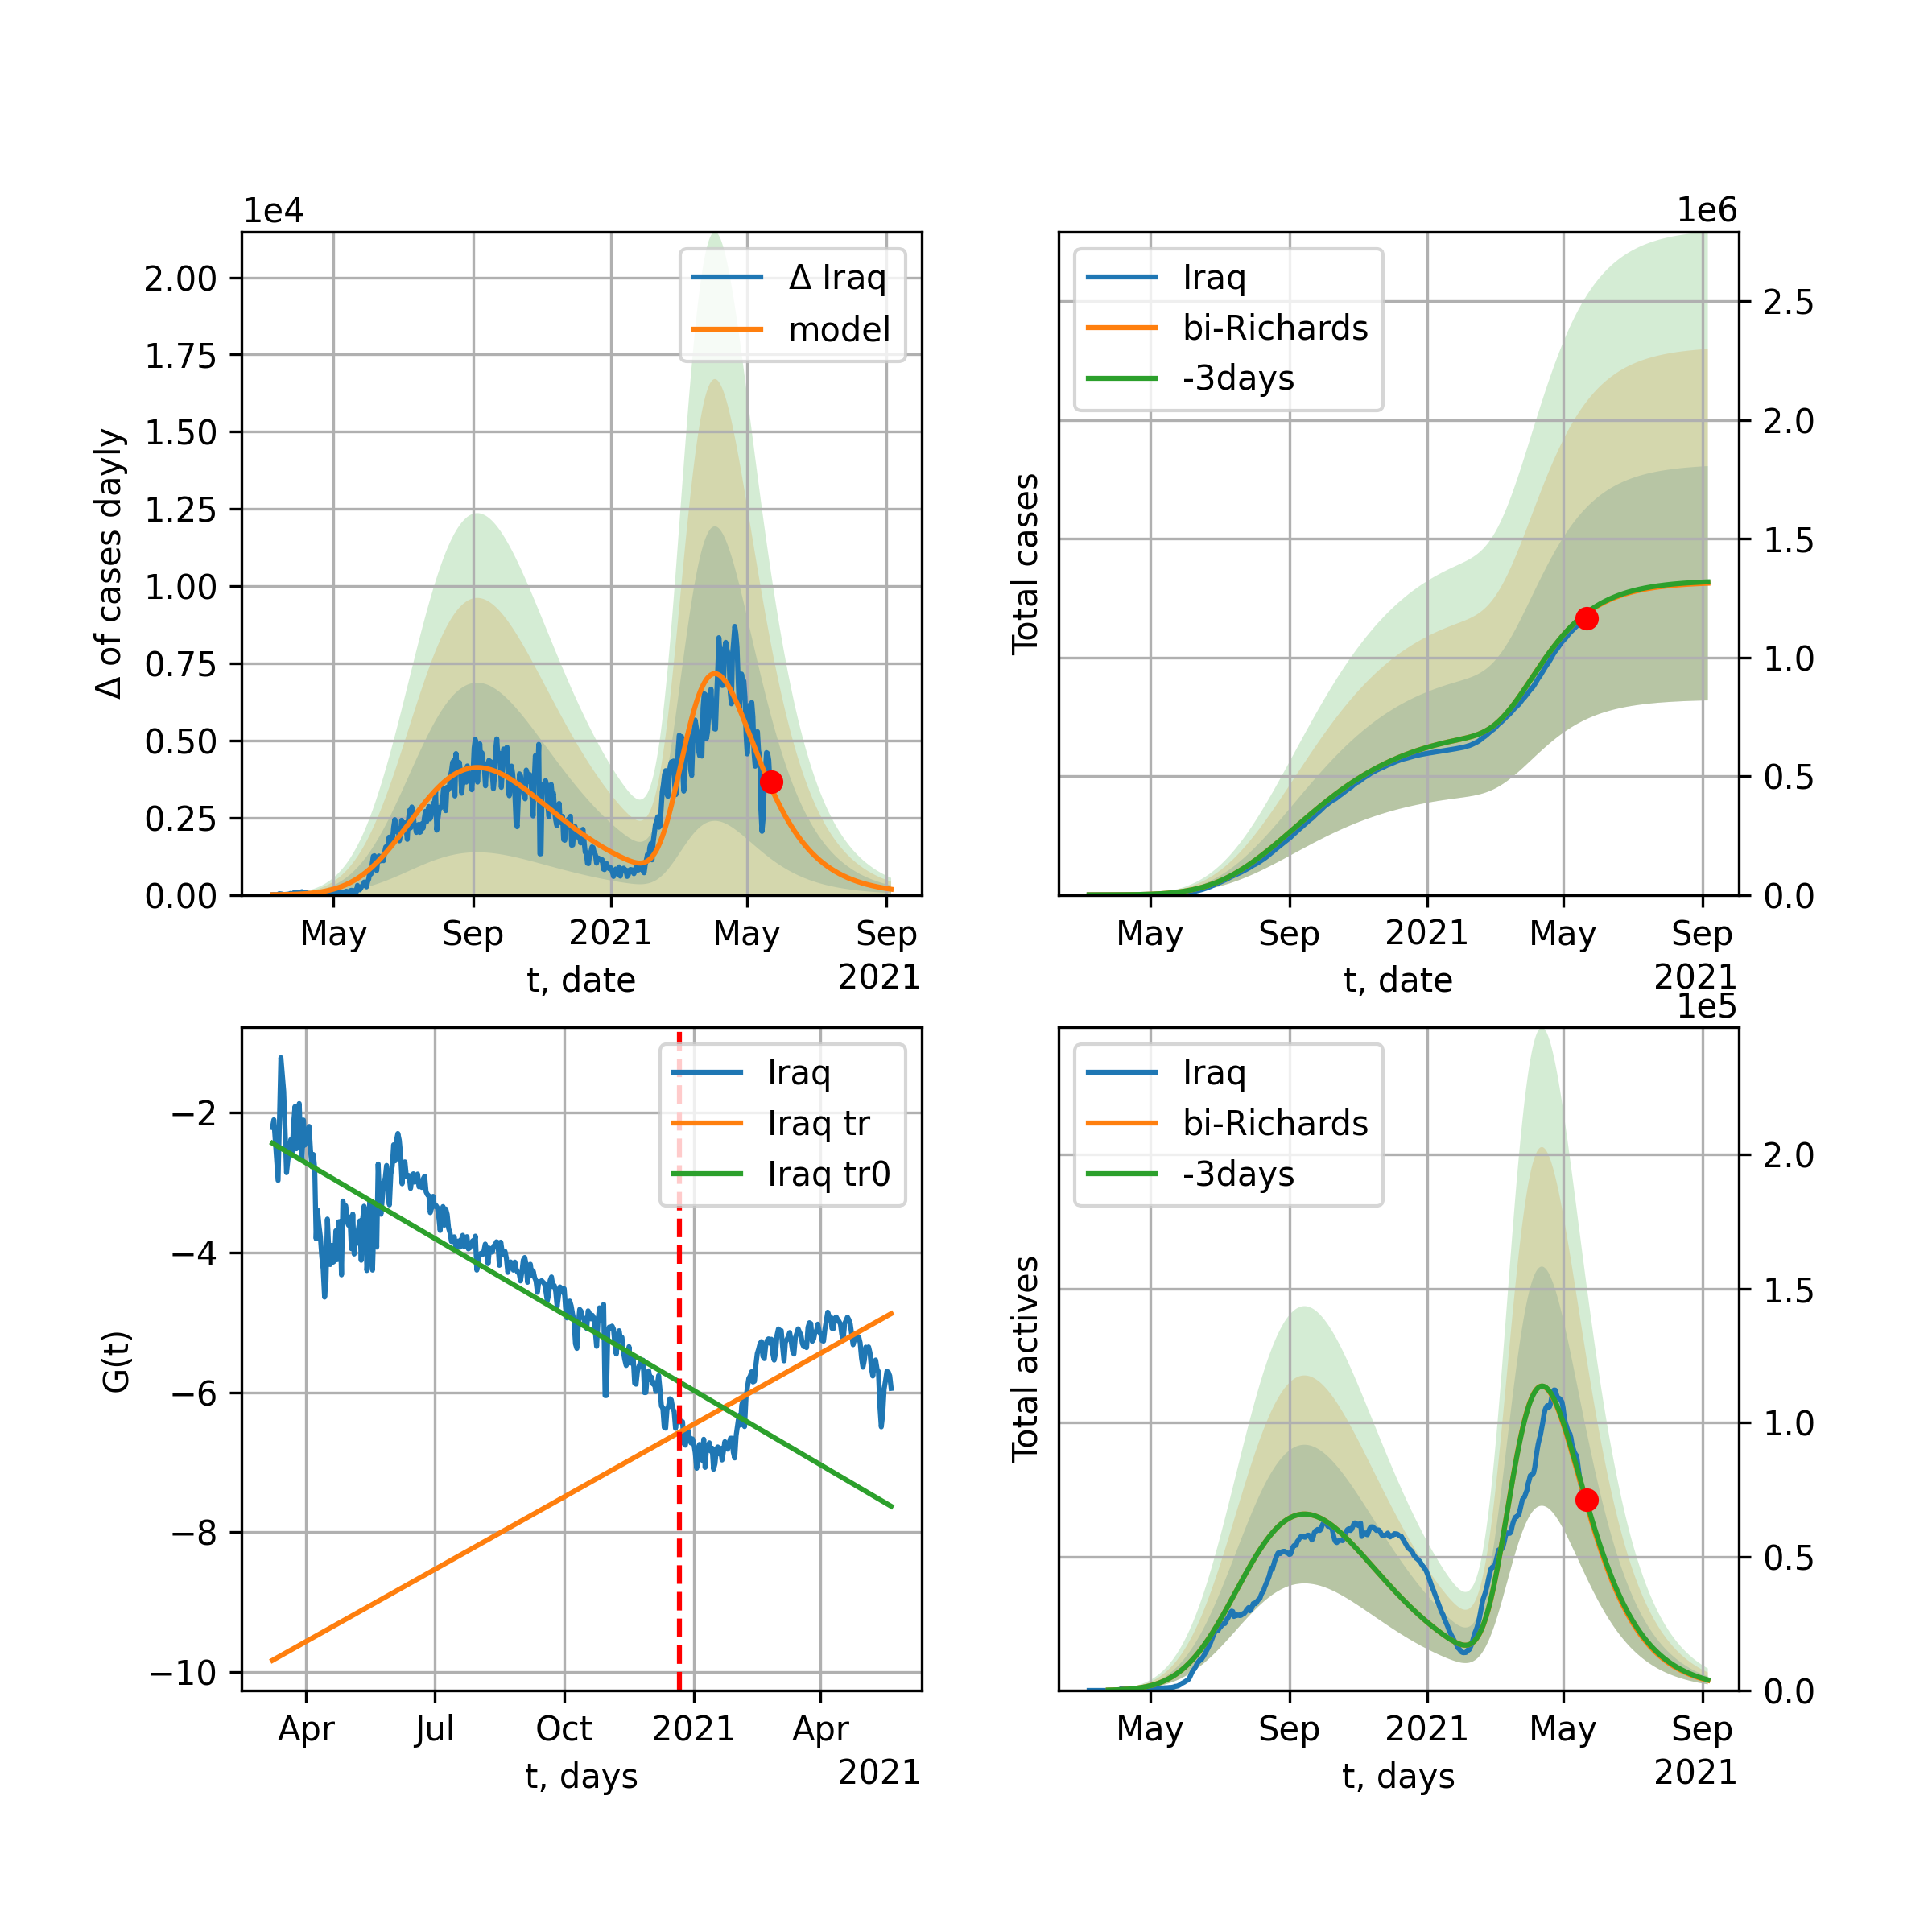 1e4
Δ of cases dayly
2.00
1.75
1.50
1.25
1.00
0.75
0.50
0.25
0.00
Δ Iraq
model
May Sep 2021 May Sep
t, date
2021
1e6
Total cases
Iraq
bi-Richards
-3days
2.5
2.0
1.5
1.0
0.5
0.0
May Sep 2021 May Sep
t, date
2021
G(t)
−2
−4
−6
−8
−10
Iraq
Iraq tr
Iraq tr0
Apr Jul Oct 2021 Apr
t, days
2021
1e5
Total actives
Iraq
bi-Richards
-3days
2.0
1.5
1.0
0.5
0.0
May Sep 2021 May Sep
t, days
2021